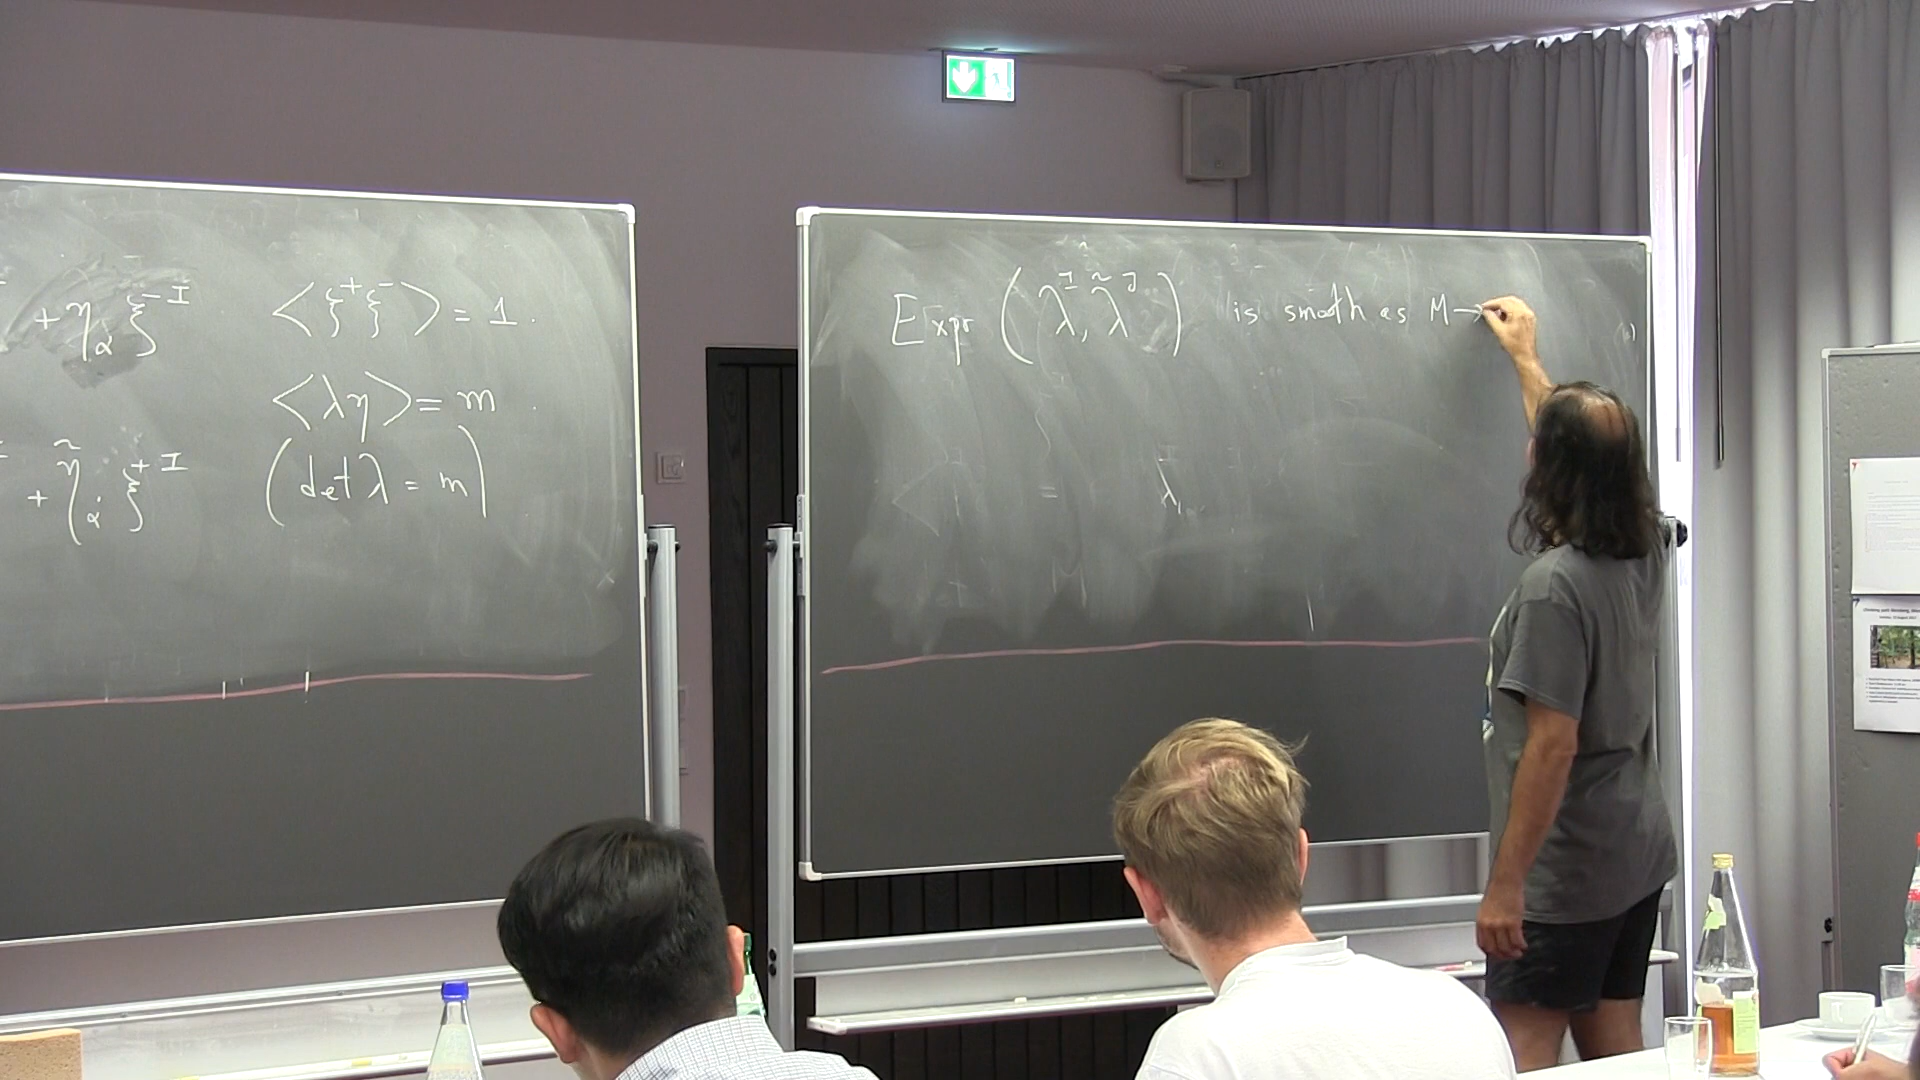 + η_α ξ^{-I}
<ξ^+ ξ^-> = 1.
<λη> = m.
+ η̃_α̇ ξ^{+I}
(det λ = m)
Expr (λ^I, λ̃^J) is smooth as M →
= λ